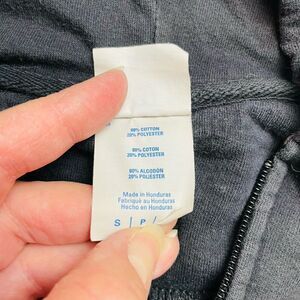 80% COTTON
20% POLYESTER
80% COTON
20% POLYESTER
80% ALGODÓN
20% POLIESTER
Made in Honduras
Fabriqué au Honduras
Hecho en Honduras
S | P /